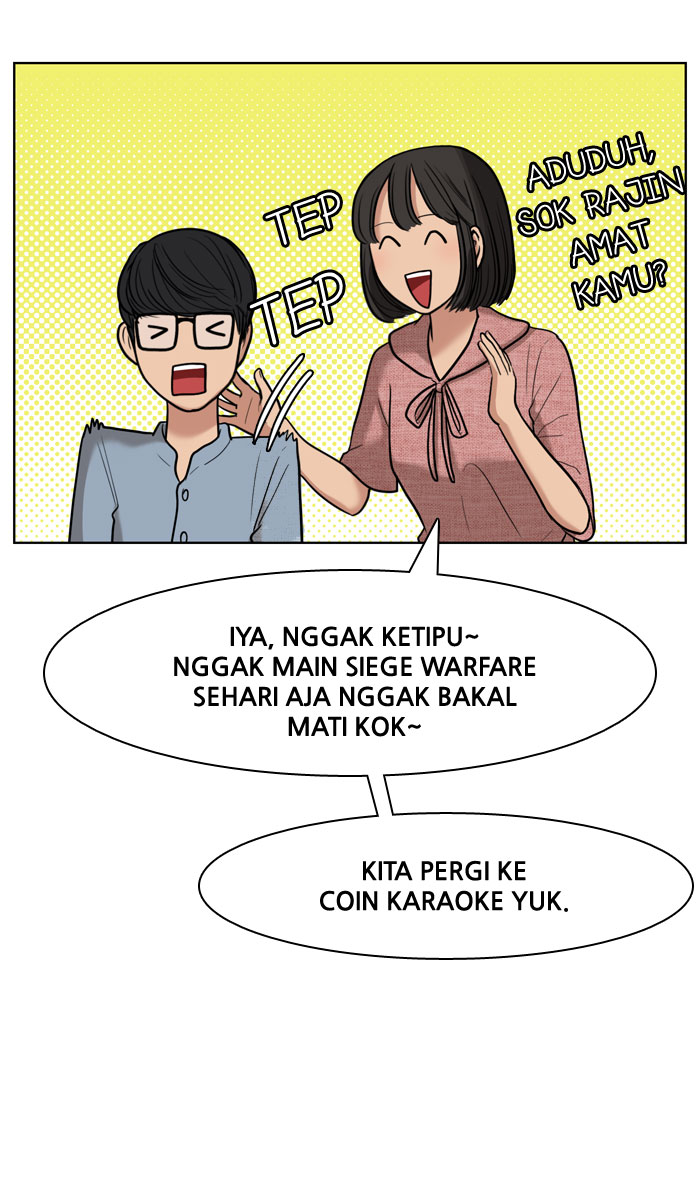 TEP
TEP
ADUDUH,
SOK RAJIN
AMAT
KAMU?
IYA, NGGAK KETIPU~
NGGAK MAIN SIEGE WARFARE
SEHARI AJA NGGAK BAKAL
MATI KOK~
KITA PERGI KE
COIN KARAOKE YUK.